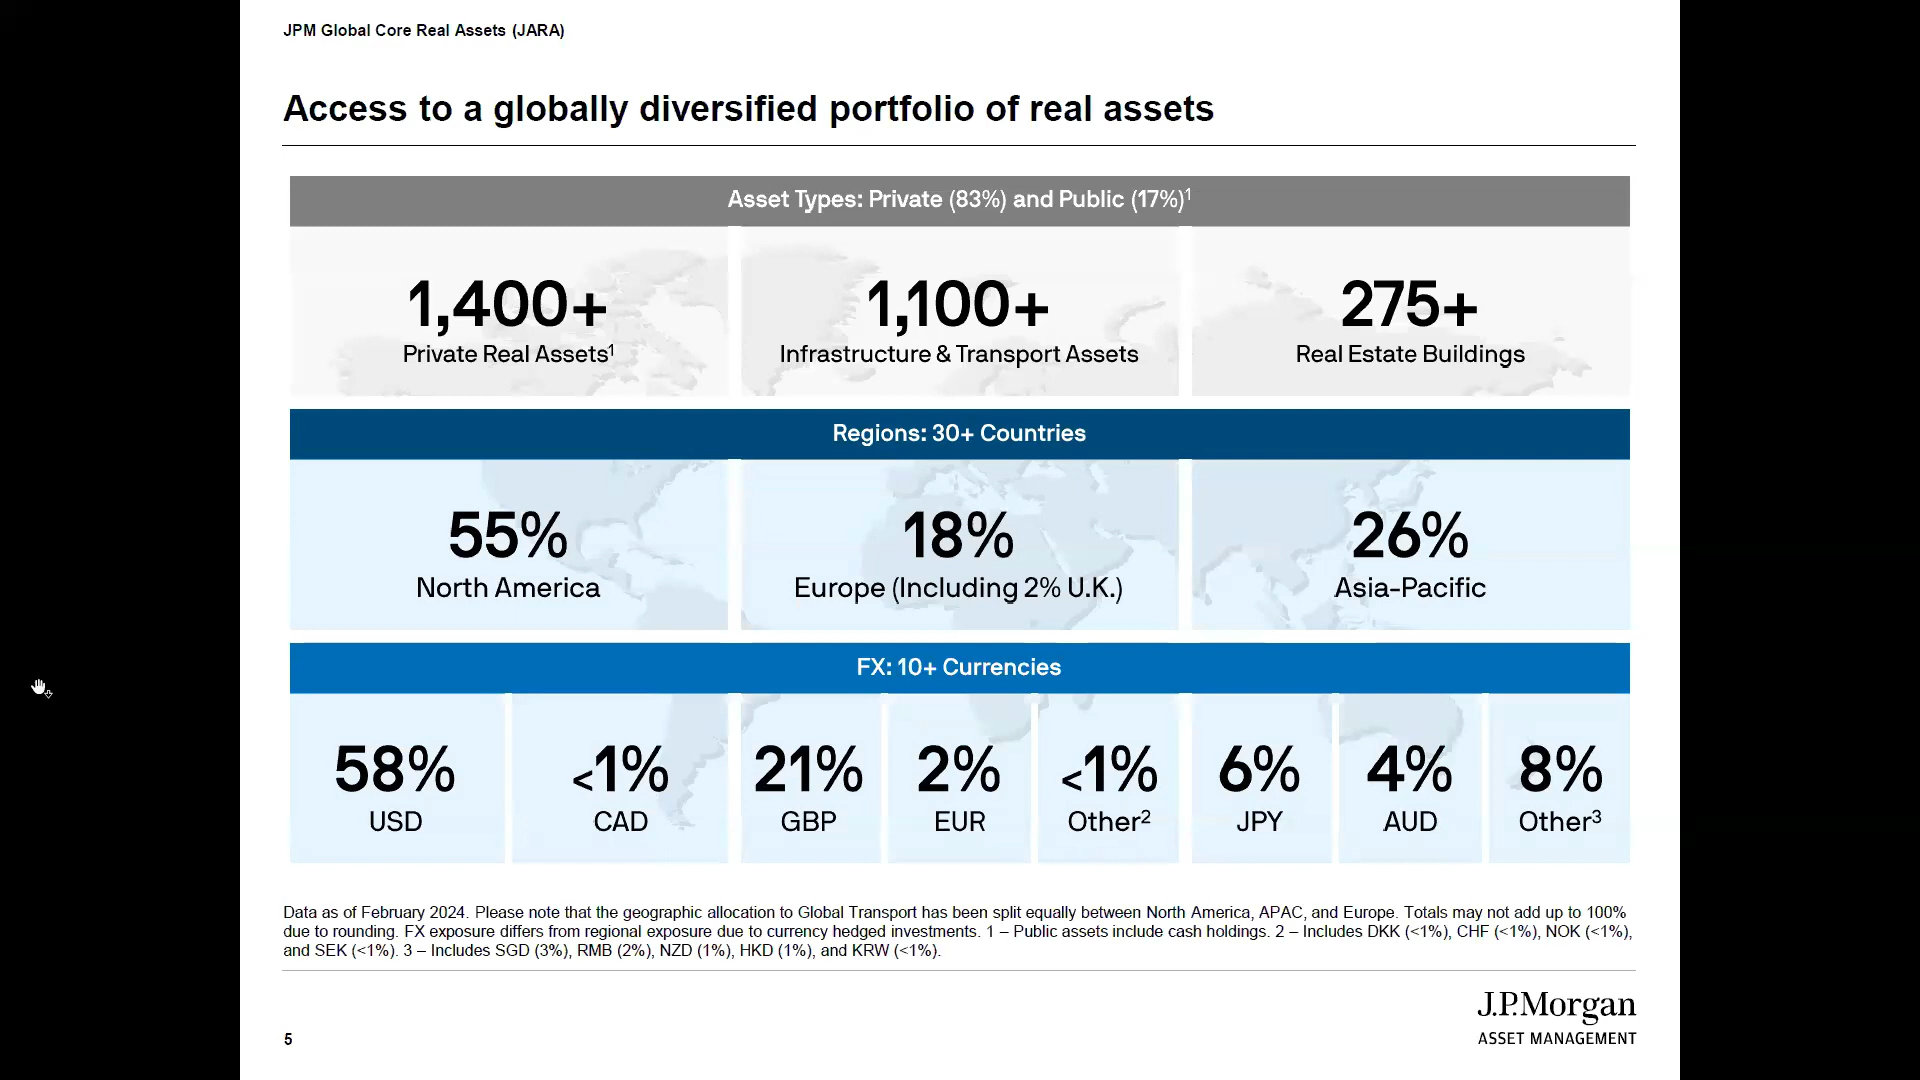 JPM Global Core Real Assets (JARA)
Access to a globally diversified portfolio of real assets
Asset Types: Private (83%) and Public (17%)¹
1,400+
Private Real Assets¹
1,100+
Infrastructure & Transport Assets
275+
Real Estate Buildings
Regions: 30+ Countries
55%
North America
18%
Europe (Including 2% U.K.)
26%
Asia-Pacific
FX: 10+ Currencies
58%
USD
<1%
CAD
21%
GBP
2%
EUR
<1%
Other²
6%
JPY
4%
AUD
8%
Other³
Data as of February 2024. Please note that the geographic allocation to Global Transport has been split equally between North America, APAC, and Europe. Totals may not add up to 100%
due to rounding. FX exposure differs from regional exposure due to currency hedged investments. 1 – Public assets include cash holdings. 2 – Includes DKK (<1%), CHF (<1%), NOK (<1%),
and SEK (<1%). 3 – Includes SGD (3%), RMB (2%), NZD (1%), HKD (1%), and KRW (<1%).
J.P.Morgan
ASSET MANAGEMENT
5